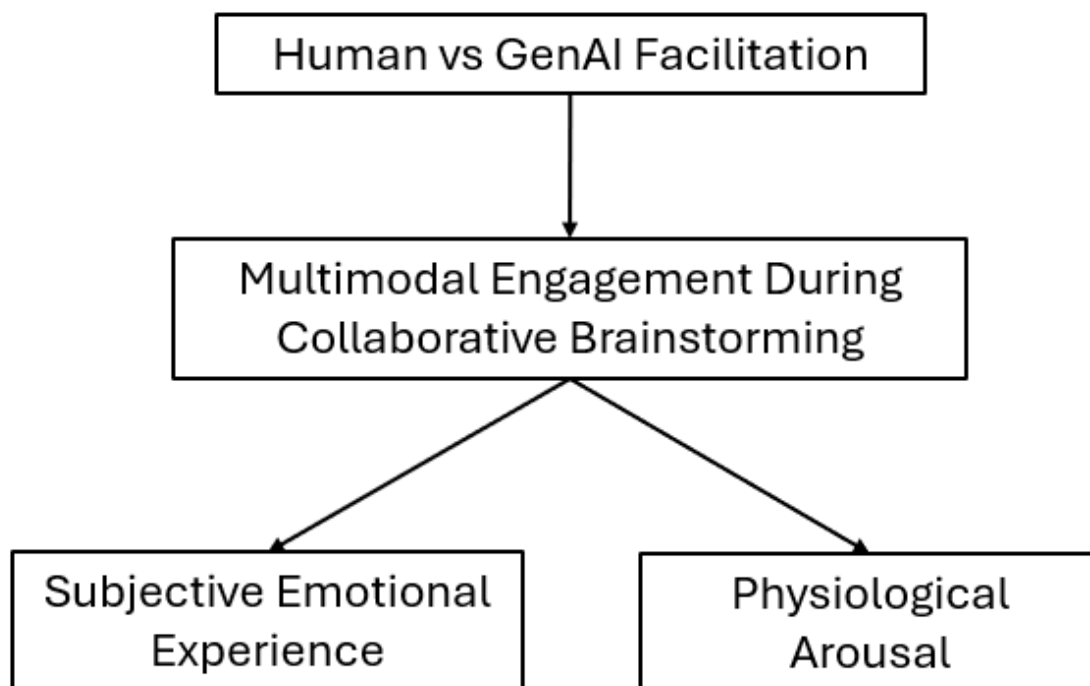 Human vs GenAI Facilitation
Multimodal Engagement During
Collaborative Brainstorming
Subjective Emotional
Experience
Physiological
Arousal